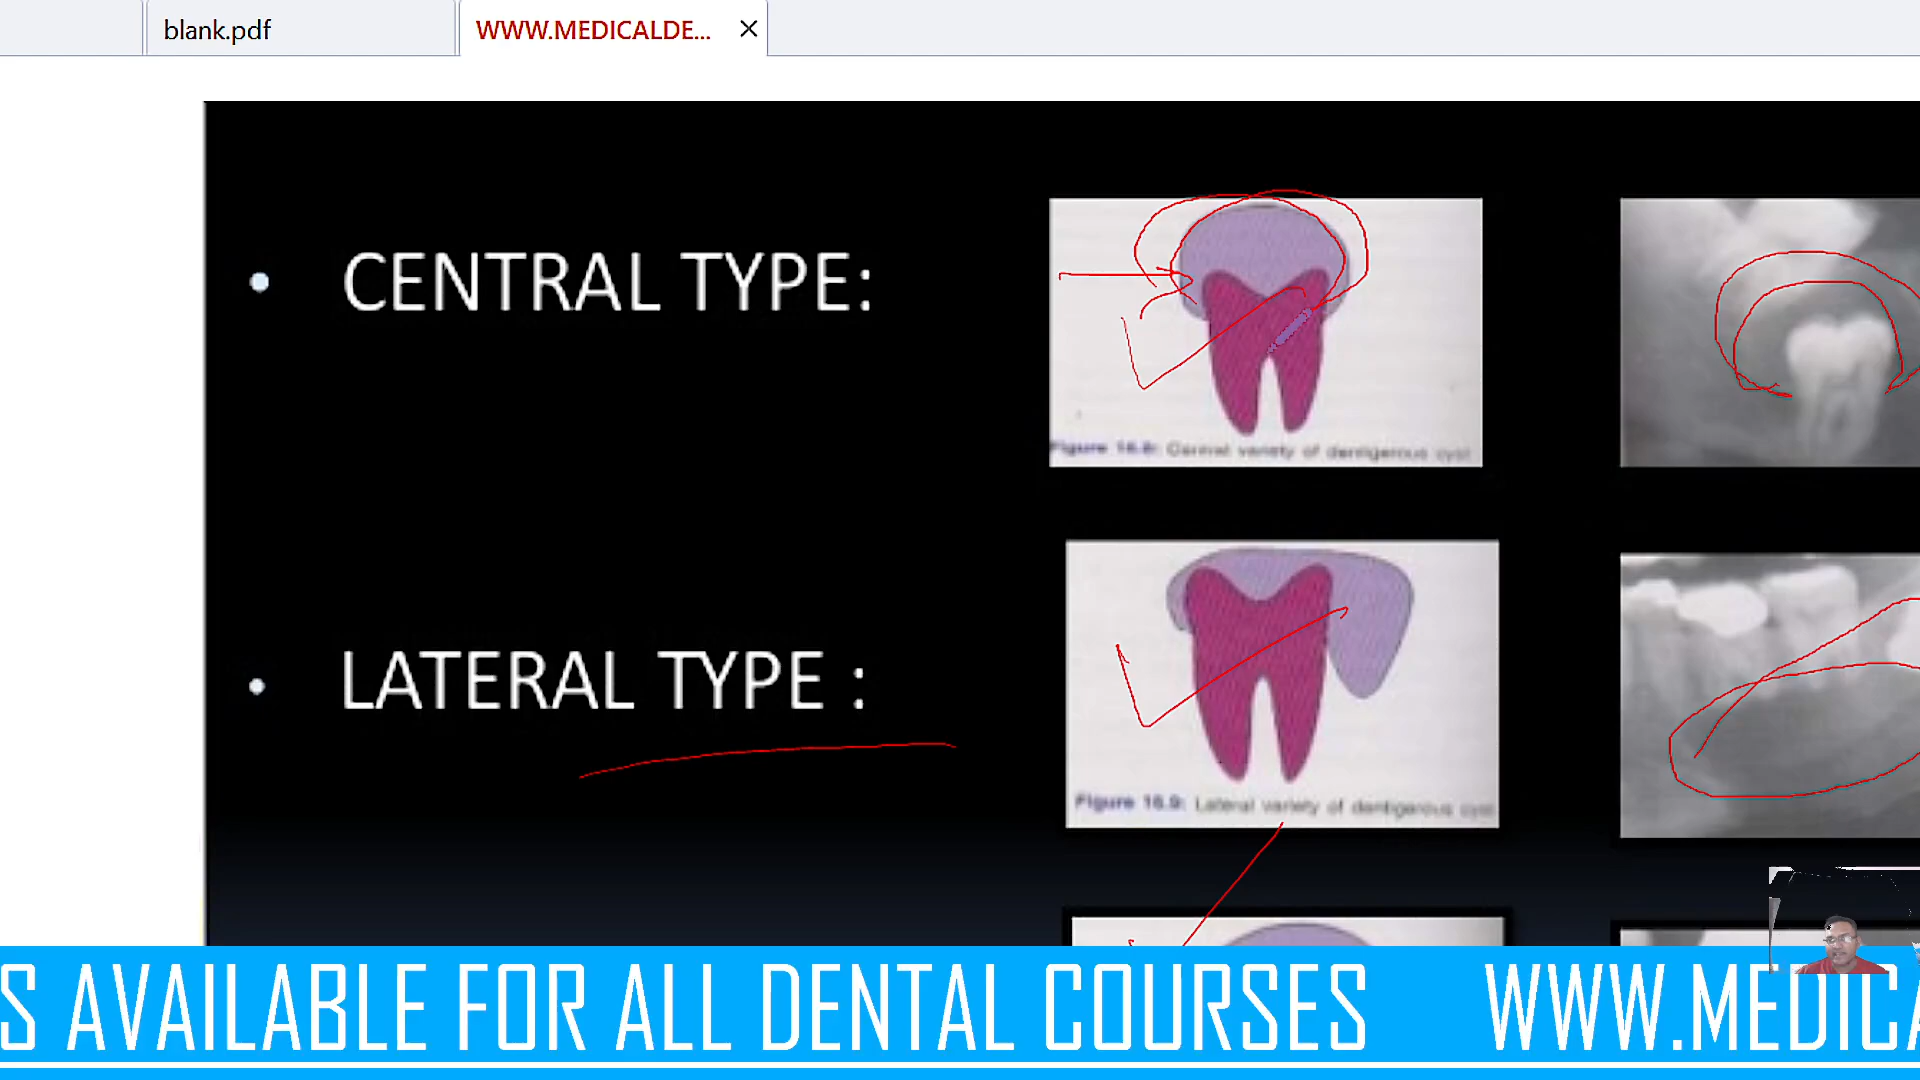 blank.pdf
WWW.MEDICALDE...
• CENTRAL TYPE:
Figure 16.8: Central variety of dentigerous cyst
• LATERAL TYPE :
Figure 16.9: Lateral variety of dentigerous cyst
S AVAILABLE FOR ALL DENTAL COURSES WWW.MEDICA